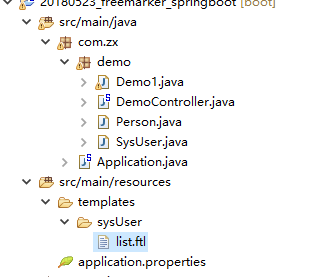 20180523_freemarker_springboot [boot]
src/main/java
com.zx
demo
Demo1.java
DemoController.java
Person.java
SysUser.java
Application.java
src/main/resources
templates
sysUser
list.ftl
application.properties